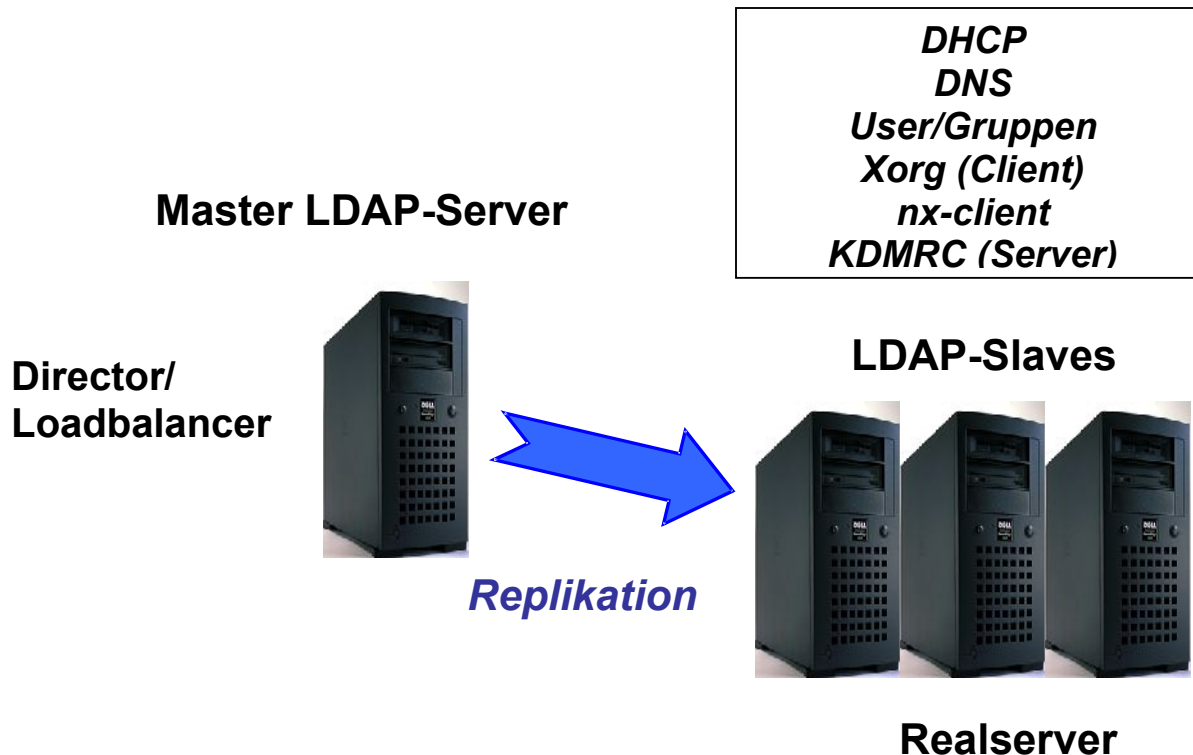 DHCP
DNS
User/Gruppen
Xorg (Client)
nx-client
KDMRC (Server)
Master LDAP-Server
Director/
Loadbalancer
LDAP-Slaves
Replikation
Realserver